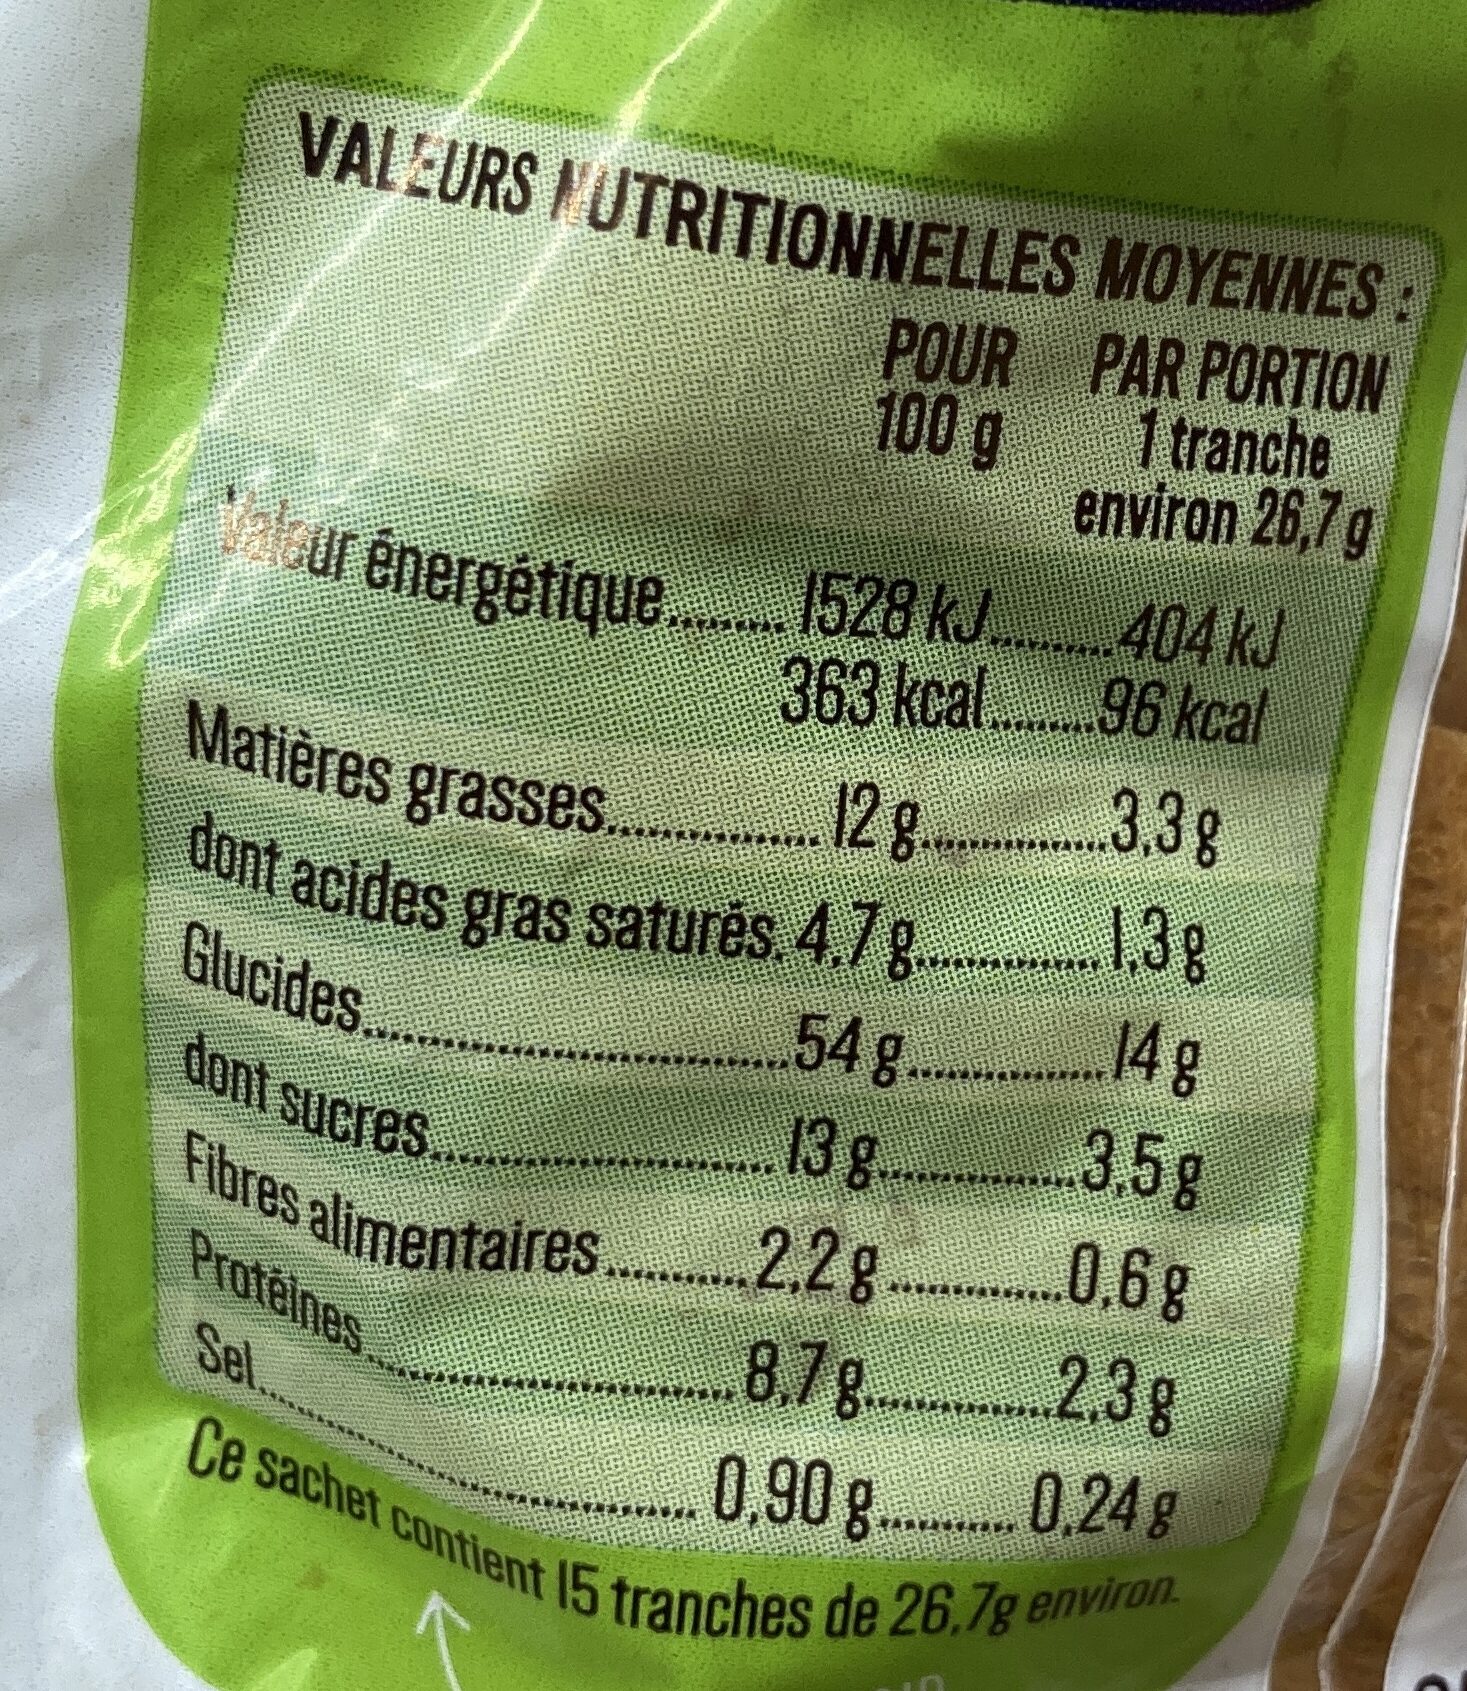 VALEURS NUTRITIONNELLES MOYENNES :
POUR PAR PORTION
100 g 1 tranche
environ 26,7 g
Valeur énergétique.......... 1528 kJ............404 kJ
363 kcal..........96 kcal
Matières grasses.................. 12 g.................3,3 g
dont acides gras saturés. 4,7 g................ 1,3 g
Glucides....................................54 g................ 14 g
dont sucres.............................. 13 g................3,5 g
Fibres alimentaires............ 2,2 g...............0,6 g
Protéines................................ 8,7 g................2,3 g
Sel........................................ 0,90 g............ 0,24 g
Ce sachet contient 15 tranches de 26,7g environ.